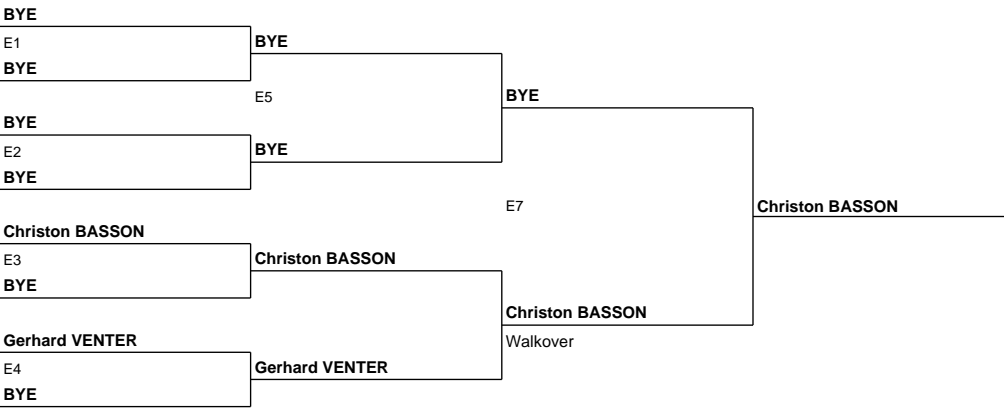 BYE
E1
BYE
BYE
E5
BYE
BYE
E2
BYE
BYE
E7
Christon BASSON
Christon BASSON
E3
BYE
Christon BASSON
Christon BASSON
Walkover
Gerhard VENTER
E4
BYE
Gerhard VENTER